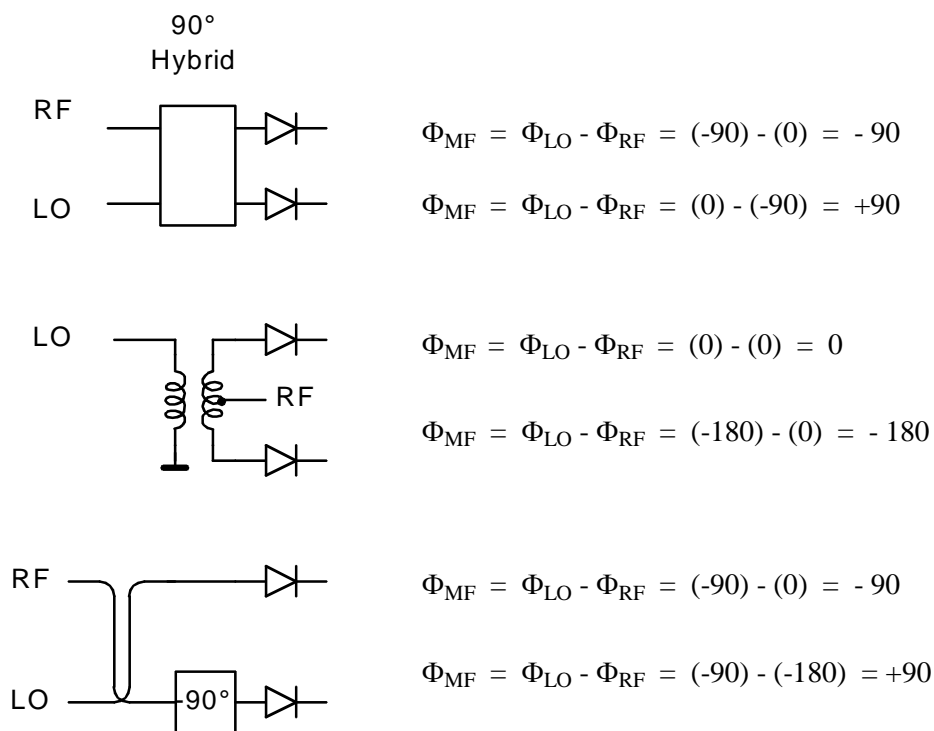 90°
Hybrid
RF
Φ_MF = Φ_LO - Φ_RF = (-90) - (0) = - 90
LO
Φ_MF = Φ_LO - Φ_RF = (0) - (-90) = +90
LO
Φ_MF = Φ_LO - Φ_RF = (0) - (0) = 0
RF
Φ_MF = Φ_LO - Φ_RF = (-180) - (0) = - 180
RF
Φ_MF = Φ_LO - Φ_RF = (-90) - (0) = - 90
LO
-90°
Φ_MF = Φ_LO - Φ_RF = (-90) - (-180) = +90